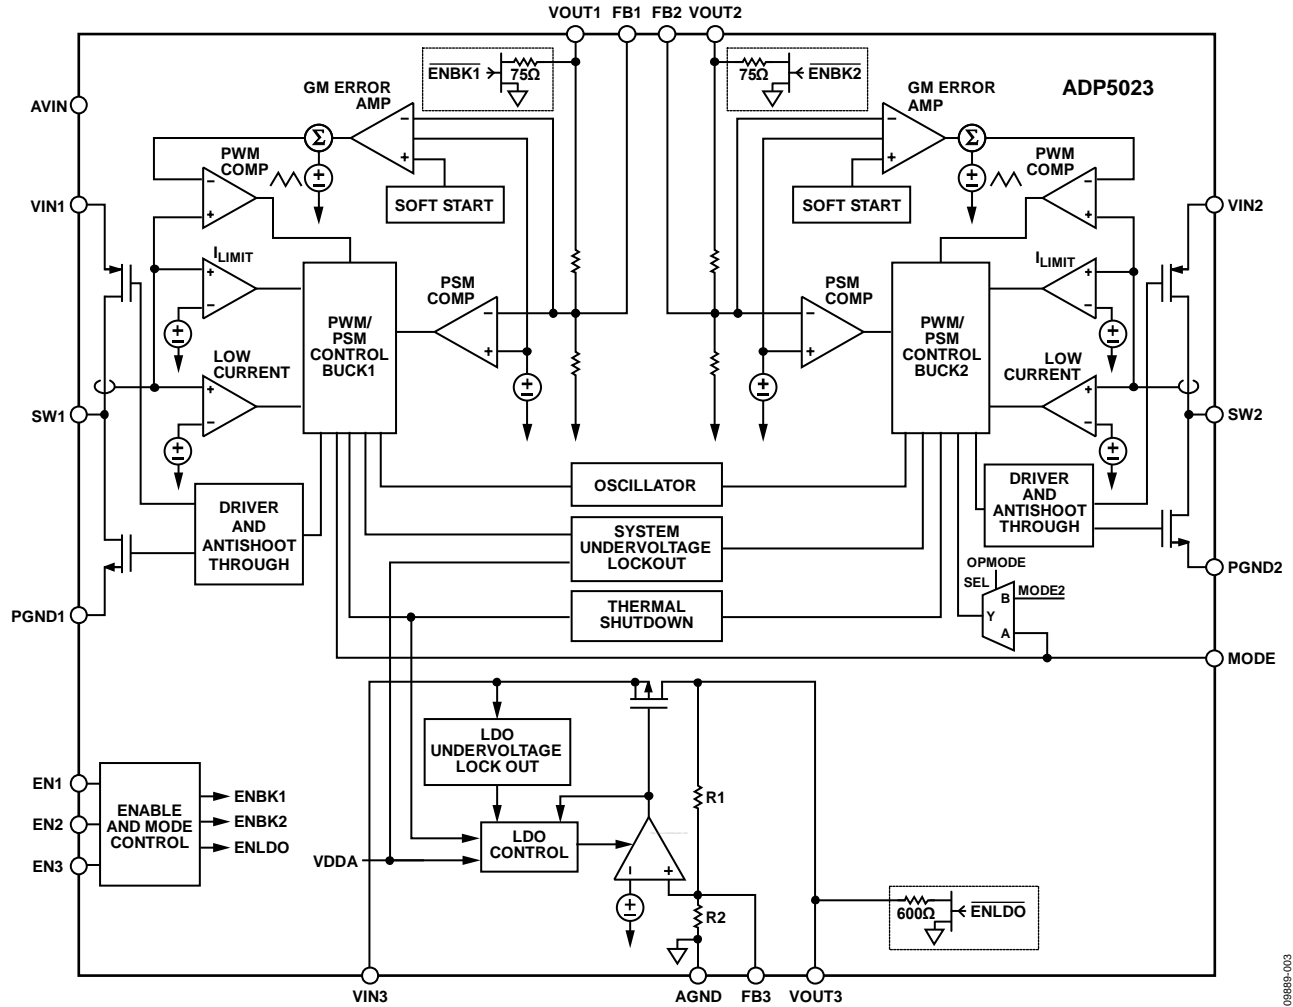 VOUT1 FB1 FB2 VOUT2
ENBK1
75Ω
75Ω
ENBK2
ADP5023
AVIN
GM ERROR
AMP
−
+
SOFT START
GM ERROR
AMP
−
+
SOFT START
Σ
Σ
PWM
COMP
−
+
PWM
COMP
−
+
VIN1
VIN2
ILIMIT
+
−
ILIMIT
+
−
PSM
COMP
−
+
PSM
COMP
−
+
PWM/
PSM
CONTROL
BUCK1
PWM/
PSM
CONTROL
BUCK2
LOW
CURRENT
+
−
LOW
CURRENT
+
−
SW1
SW2
DRIVER
AND
ANTISHOOT
THROUGH
OSCILLATOR
SYSTEM
UNDERVOLTAGE
LOCKOUT
THERMAL
SHUTDOWN
DRIVER
AND
ANTISHOOT
THROUGH
PGND1
PGND2
OPMODE
SEL
B
MODE2
Y
A
MODE
LDO
UNDERVOLTAGE
LOCK OUT
LDO
CONTROL
VDDA
−
+
R1
R2
EN1
EN2
EN3
ENABLE
AND MODE
CONTROL
ENBK1
ENBK2
ENLDO
600Ω
ENLDO
VIN3
AGND
FB3
VOUT3
09889-003